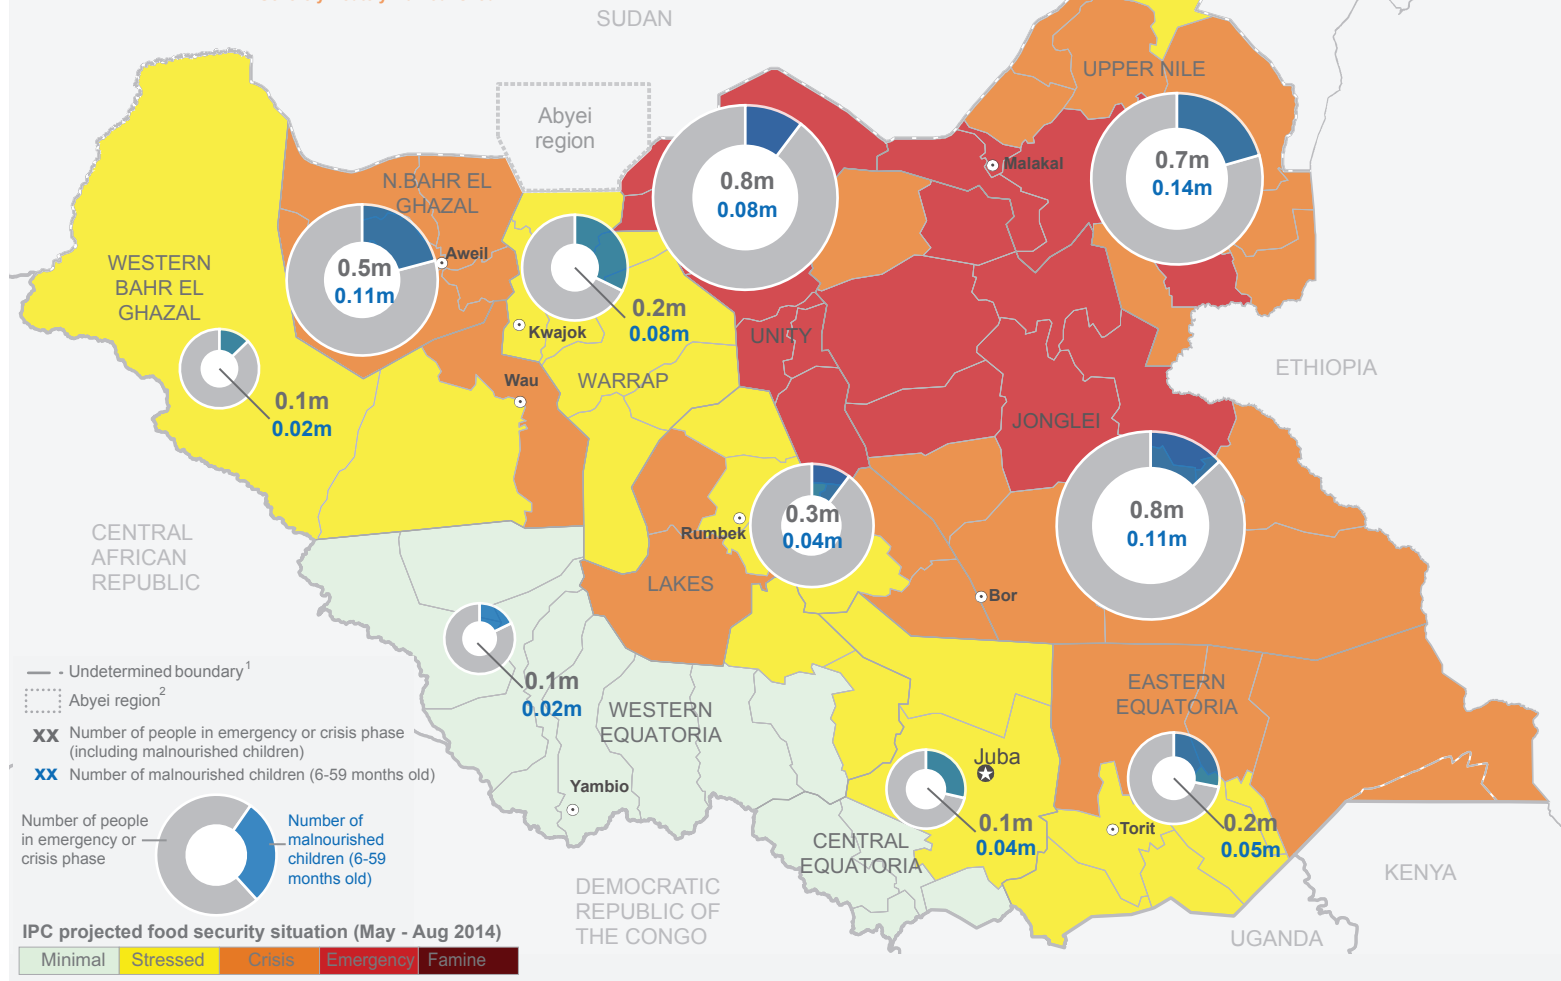 SUDAN
UPPER NILE
Abyei
region
Malakal
0.7m
0.14m
0.8m
0.08m
N.BAHR EL
GHAZAL
Aweil
0.5m
0.11m
WESTERN
BAHR EL
GHAZAL
0.2m
0.08m
Kwajok
UNITY
ETHIOPIA
WARRAP
Wau
0.1m
0.02m
JONGLEI
0.8m
0.11m
0.3m
0.04m
Rumbek
CENTRAL
AFRICAN
REPUBLIC
LAKES
Bor
0.1m
0.02m
WESTERN
EQUATORIA
EASTERN
EQUATORIA
Yambio
Juba
0.1m
0.04m
Torit
0.2m
0.05m
CENTRAL
EQUATORIA
KENYA
DEMOCRATIC
REPUBLIC OF
THE CONGO
UGANDA
Undetermined boundary1
Abyei region2
xx Number of people in emergency or crisis phase
(including malnourished children)
xx Number of malnourished children (6-59 months old)
Number of people
in emergency or
crisis phase
Number of
malnourished
children (6-59
months old)
IPC projected food security situation (May - Aug 2014)
Minimal Stressed Crisis Emergency Famine